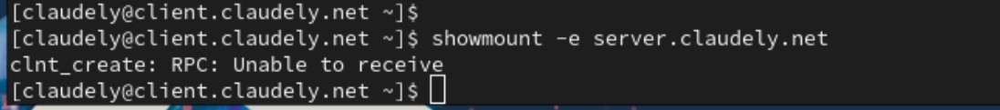 [claudely@client.claudely.net ~]$
[claudely@client.claudely.net ~]$ showmount -e server.claudely.net
clnt_create: RPC: Unable to receive
[claudely@client.claudely.net ~]$